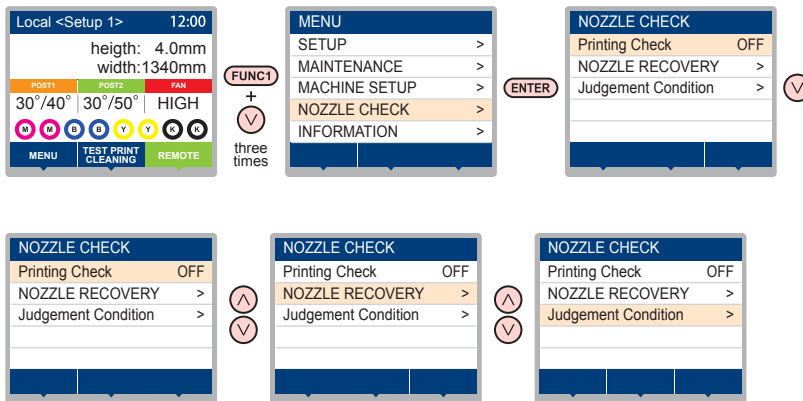 Local <Setup 1> 12:00
heigth: 4.0mm
width:1340mm
POST1 POST2 FAN
30°/40° 30°/50° HIGH
M M B B Y Y K K
MENU TEST PRINT CLEANING REMOTE
FUNC1
+
three
times
MENU
SETUP >
MAINTENANCE >
MACHINE SETUP >
NOZZLE CHECK >
INFORMATION >
ENTER
NOZZLE CHECK
Printing Check OFF
NOZZLE RECOVERY >
Judgement Condition >
NOZZLE CHECK
Printing Check OFF
NOZZLE RECOVERY >
Judgement Condition >
NOZZLE CHECK
Printing Check OFF
NOZZLE RECOVERY >
Judgement Condition >
NOZZLE CHECK
Printing Check OFF
NOZZLE RECOVERY >
Judgement Condition >